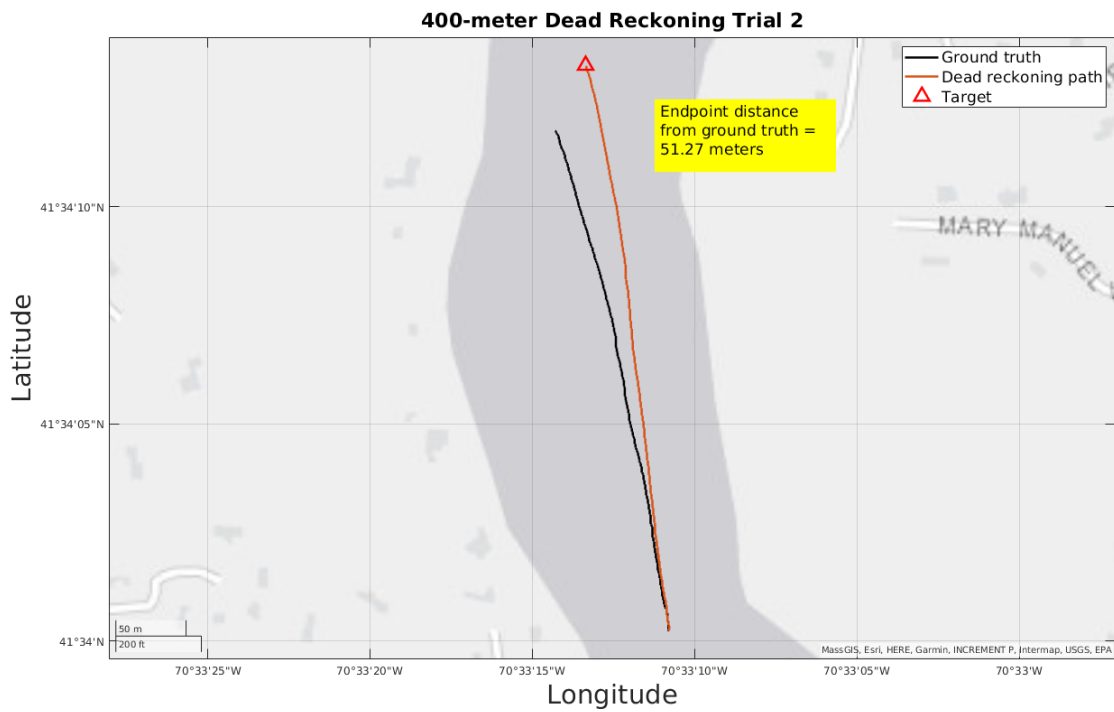 400-meter Dead Reckoning Trial 2
Ground truth
Dead reckoning path
Target
Endpoint distance
from ground truth =
51.27 meters
MARY MANUEL
41°34'10"N
41°34'05"N
41°34'N
Latitude
50 m
200 ft
MassGIS, Esri, HERE, Garmin, INCREMENT P, Intermap, USGS, EPA
70°33'25"W
70°33'20"W
70°33'15"W
70°33'10"W
70°33'05"W
70°33'W
Longitude